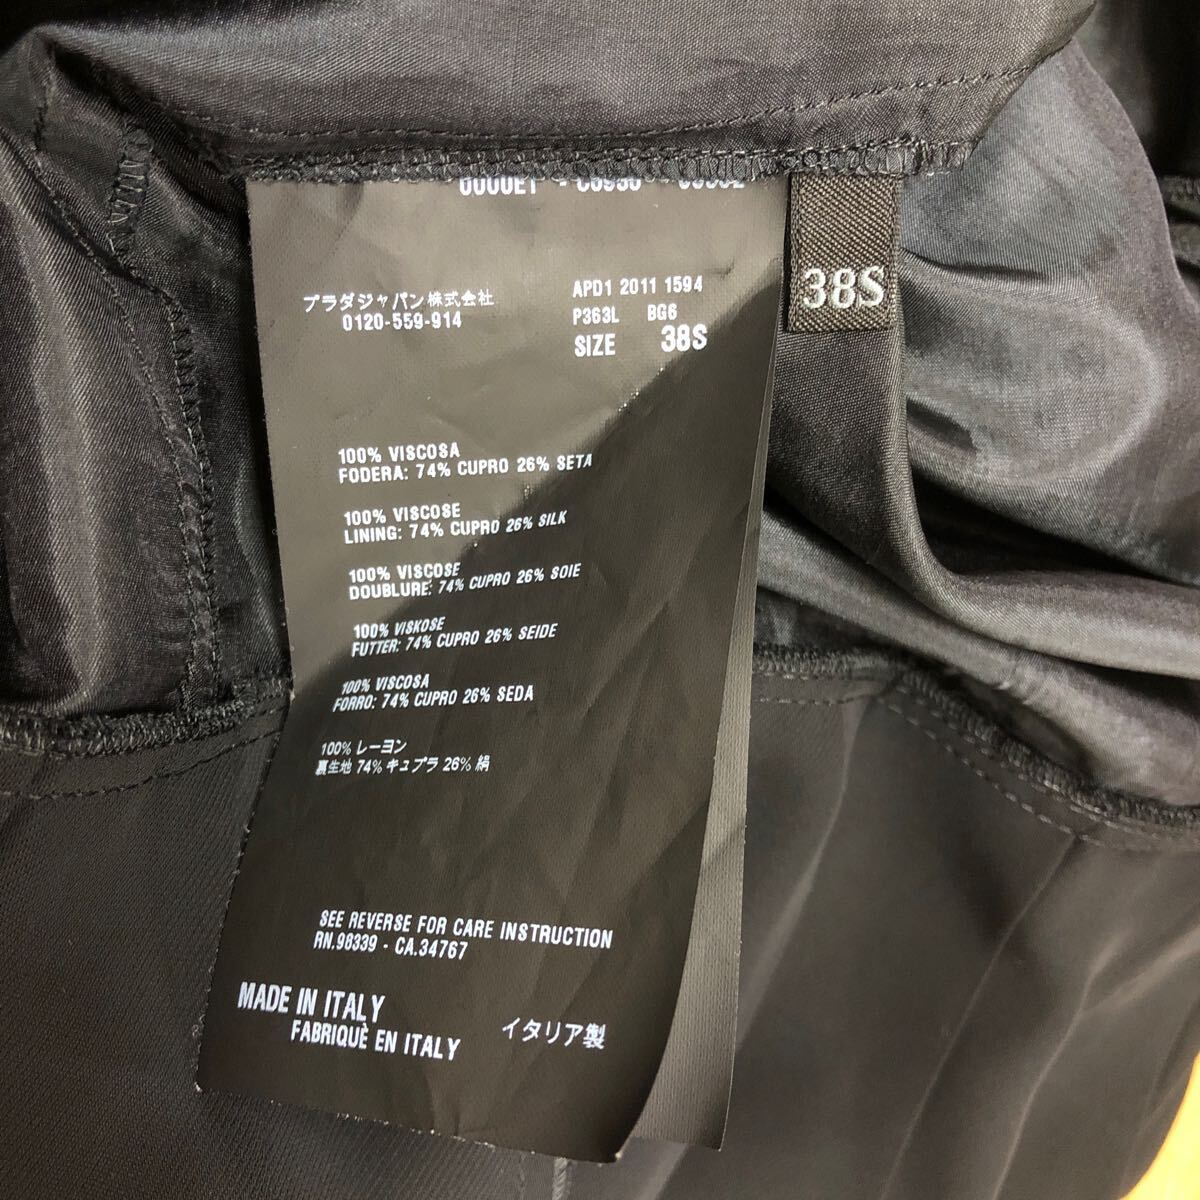 プラダジャパン株式会社
0120-559-914
APD1 2011 1594
P363L BG6
SIZE 38S
38S
100% VISCOSA
FODERA: 74% CUPRO 26% SETA
100% VISCOSE
LINING: 74% CUPRO 26% SILK
100% VISCOSE
DOUBLURE: 74% CUPRO 26% SOIE
100% VISKOSE
FUTTER: 74% CUPRO 26% SEIDE
100% VISCOSA
FORRO: 74% CUPRO 26% SEDA
100% レーヨン
裏生地 74% キュプラ 26% 絹
SEE REVERSE FOR CARE INSTRUCTION
RN.98339 - CA.34767
MADE IN ITALY
FABRIQUÈ EN ITALY
イタリア製